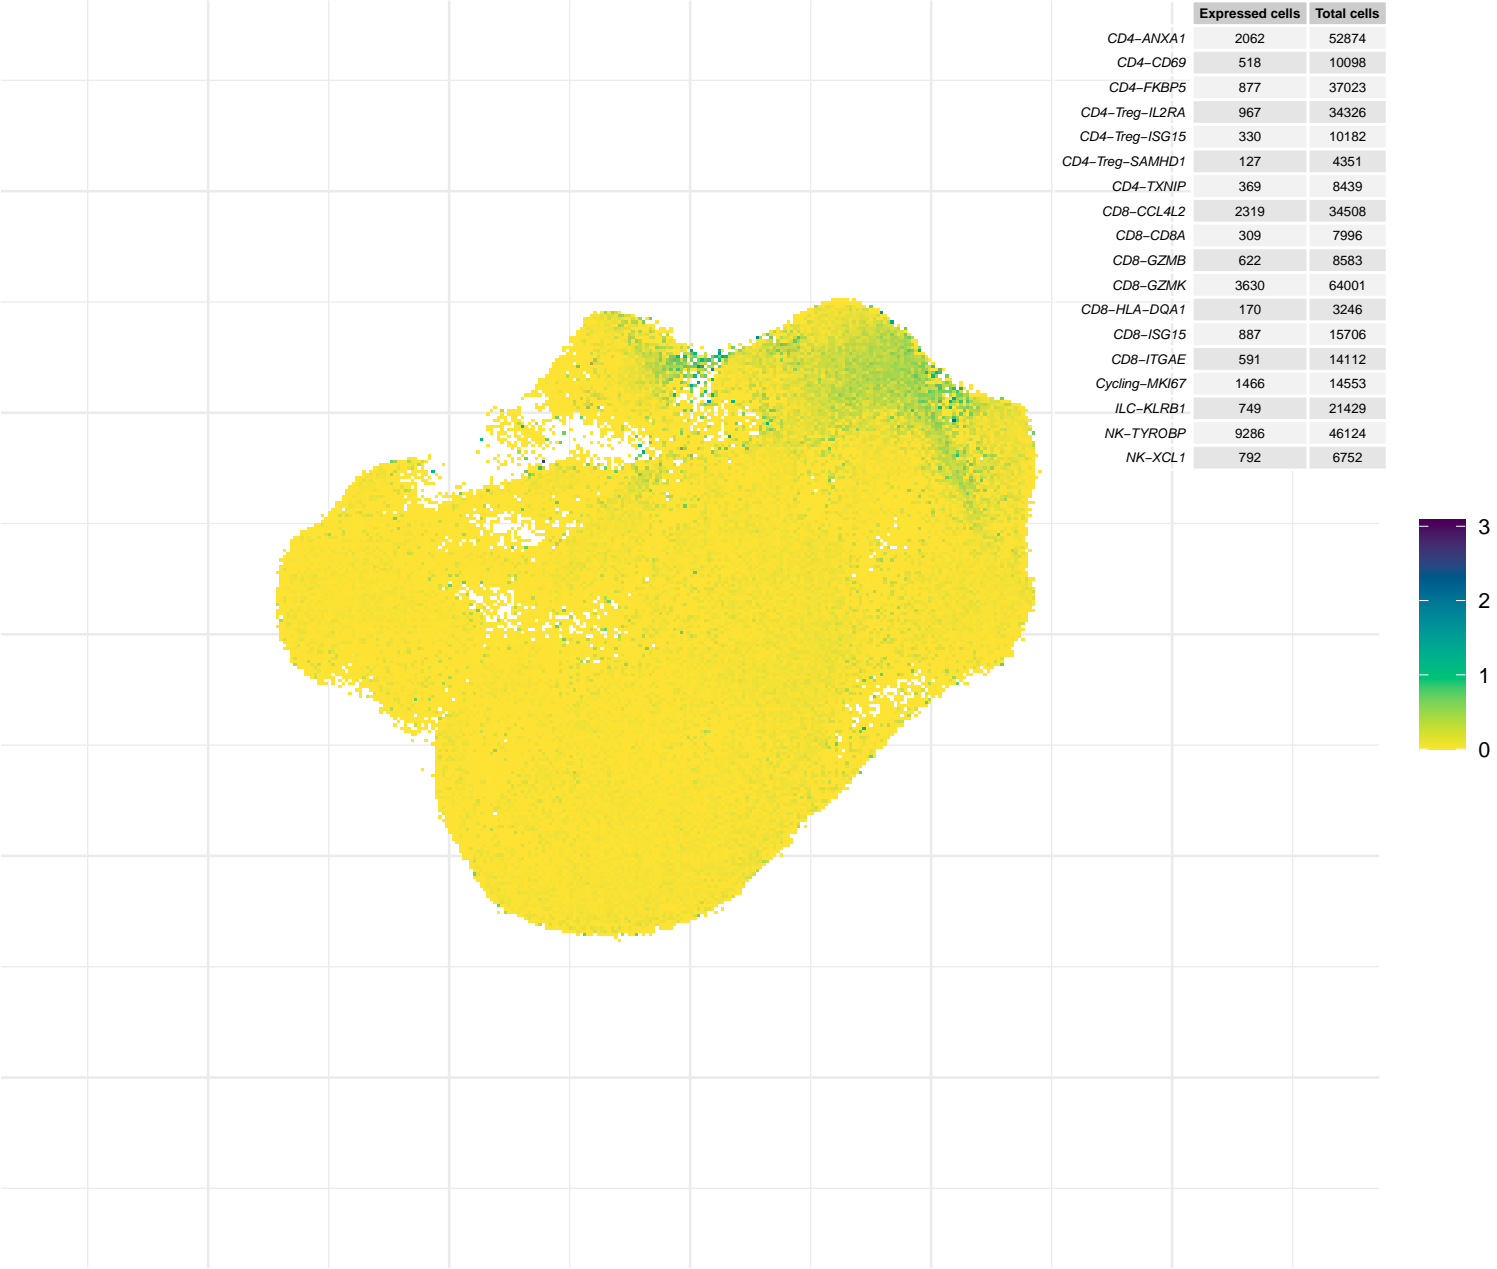 Expressed cells Total cells
CD4−ANXA1 2062 52874
CD4−CD69 518 10098
CD4−FKBP5 877 37023
CD4−Treg−IL2RA 967 34326
CD4−Treg−ISG15 330 10182
CD4−Treg−SAMHD1 127 4351
CD4−TXNIP 369 8439
CD8−CCL4L2 2319 34508
CD8−CD8A 309 7996
CD8−GZMB 622 8583
CD8−GZMK 3630 64001
CD8−HLA−DQA1 170 3246
CD8−ISG15 887 15706
CD8−ITGAE 591 14112
Cycling−MKI67 1466 14553
ILC−KLRB1 749 21429
NK−TYROBP 9286 46124
NK−XCL1 792 6752
3
2
1
0